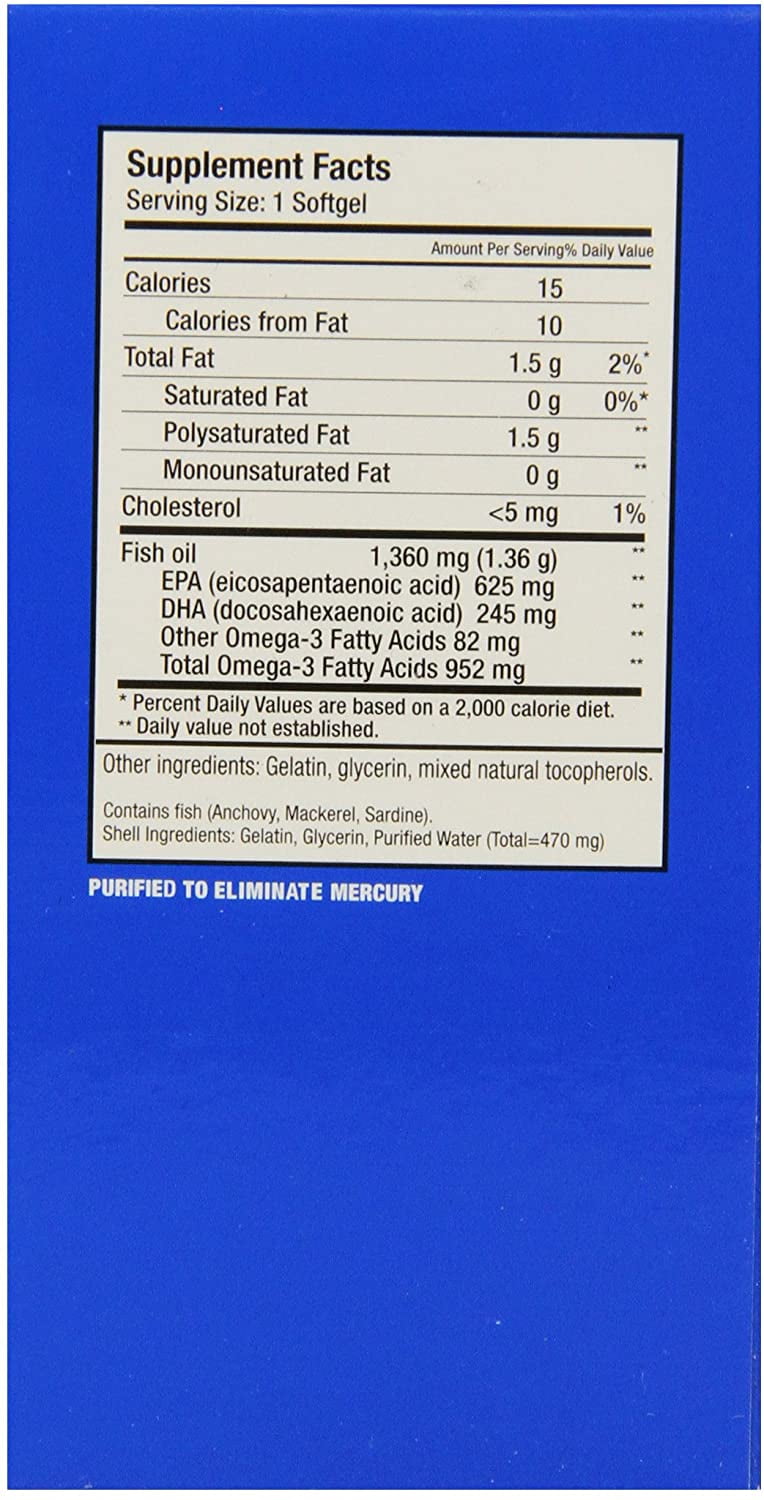 Supplement Facts
Serving Size: 1 Softgel
Amount Per Serving% Daily Value
Calories 15
Calories from Fat 10
Total Fat 1.5 g 2%*
Saturated Fat 0 g 0%*
Polysaturated Fat 1.5 g **
Monounsaturated Fat 0 g **
Cholesterol <5 mg 1%
Fish oil 1,360 mg (1.36 g) **
EPA (eicosapentaenoic acid) 625 mg **
DHA (docosahexaenoic acid) 245 mg **
Other Omega-3 Fatty Acids 82 mg **
Total Omega-3 Fatty Acids 952 mg **
* Percent Daily Values are based on a 2,000 calorie diet.
** Daily value not established.
Other ingredients: Gelatin, glycerin, mixed natural tocopherols.
Contains fish (Anchovy, Mackerel, Sardine).
Shell Ingredients: Gelatin, Glycerin, Purified Water (Total=470 mg)
PURIFIED TO ELIMINATE MERCURY